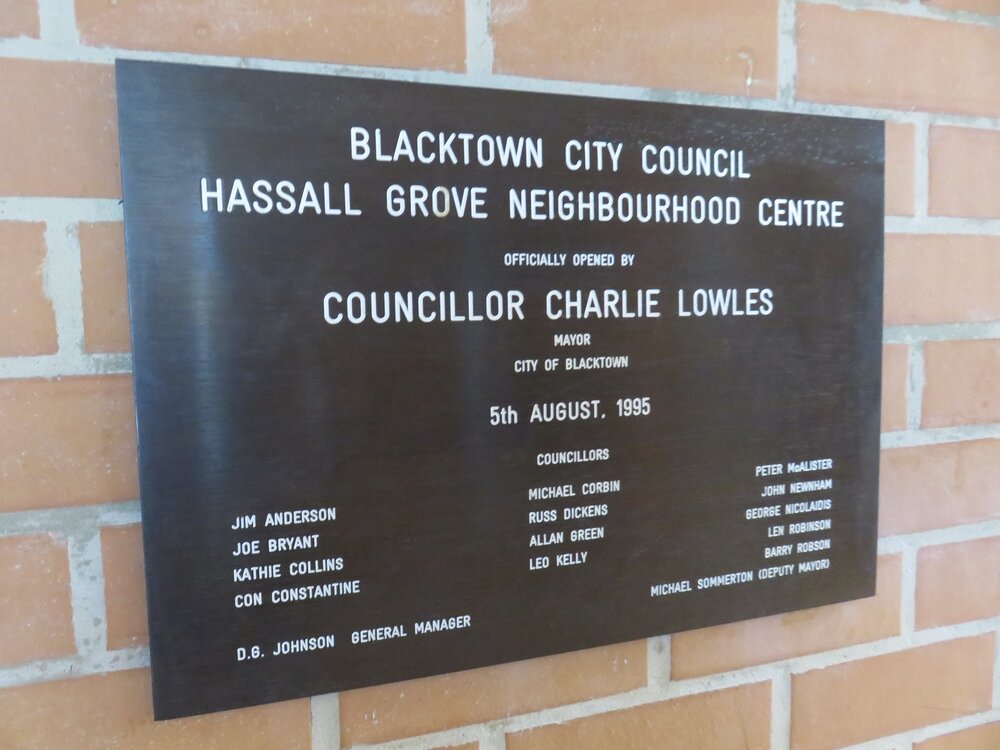 BLACKTOWN CITY COUNCIL
HASSALL GROVE NEIGHBOURHOOD CENTRE
OFFICIALLY OPENED BY
COUNCILLOR CHARLIE LOWLES
MAYOR
CITY OF BLACKTOWN
5th AUGUST, 1995
COUNCILLORS
JIM ANDERSON
JOE BRYANT
KATHIE COLLINS
CON CONSTANTINE
MICHAEL CORBIN
RUSS DICKENS
ALLAN GREEN
LEO KELLY
PETER McALISTER
JOHN NEWNHAM
GEORGE NICOLAIDIS
LEN ROBINSON
BARRY ROBSON
MICHAEL SOMMERTON (DEPUTY MAYOR)
D.G. JOHNSON GENERAL MANAGER